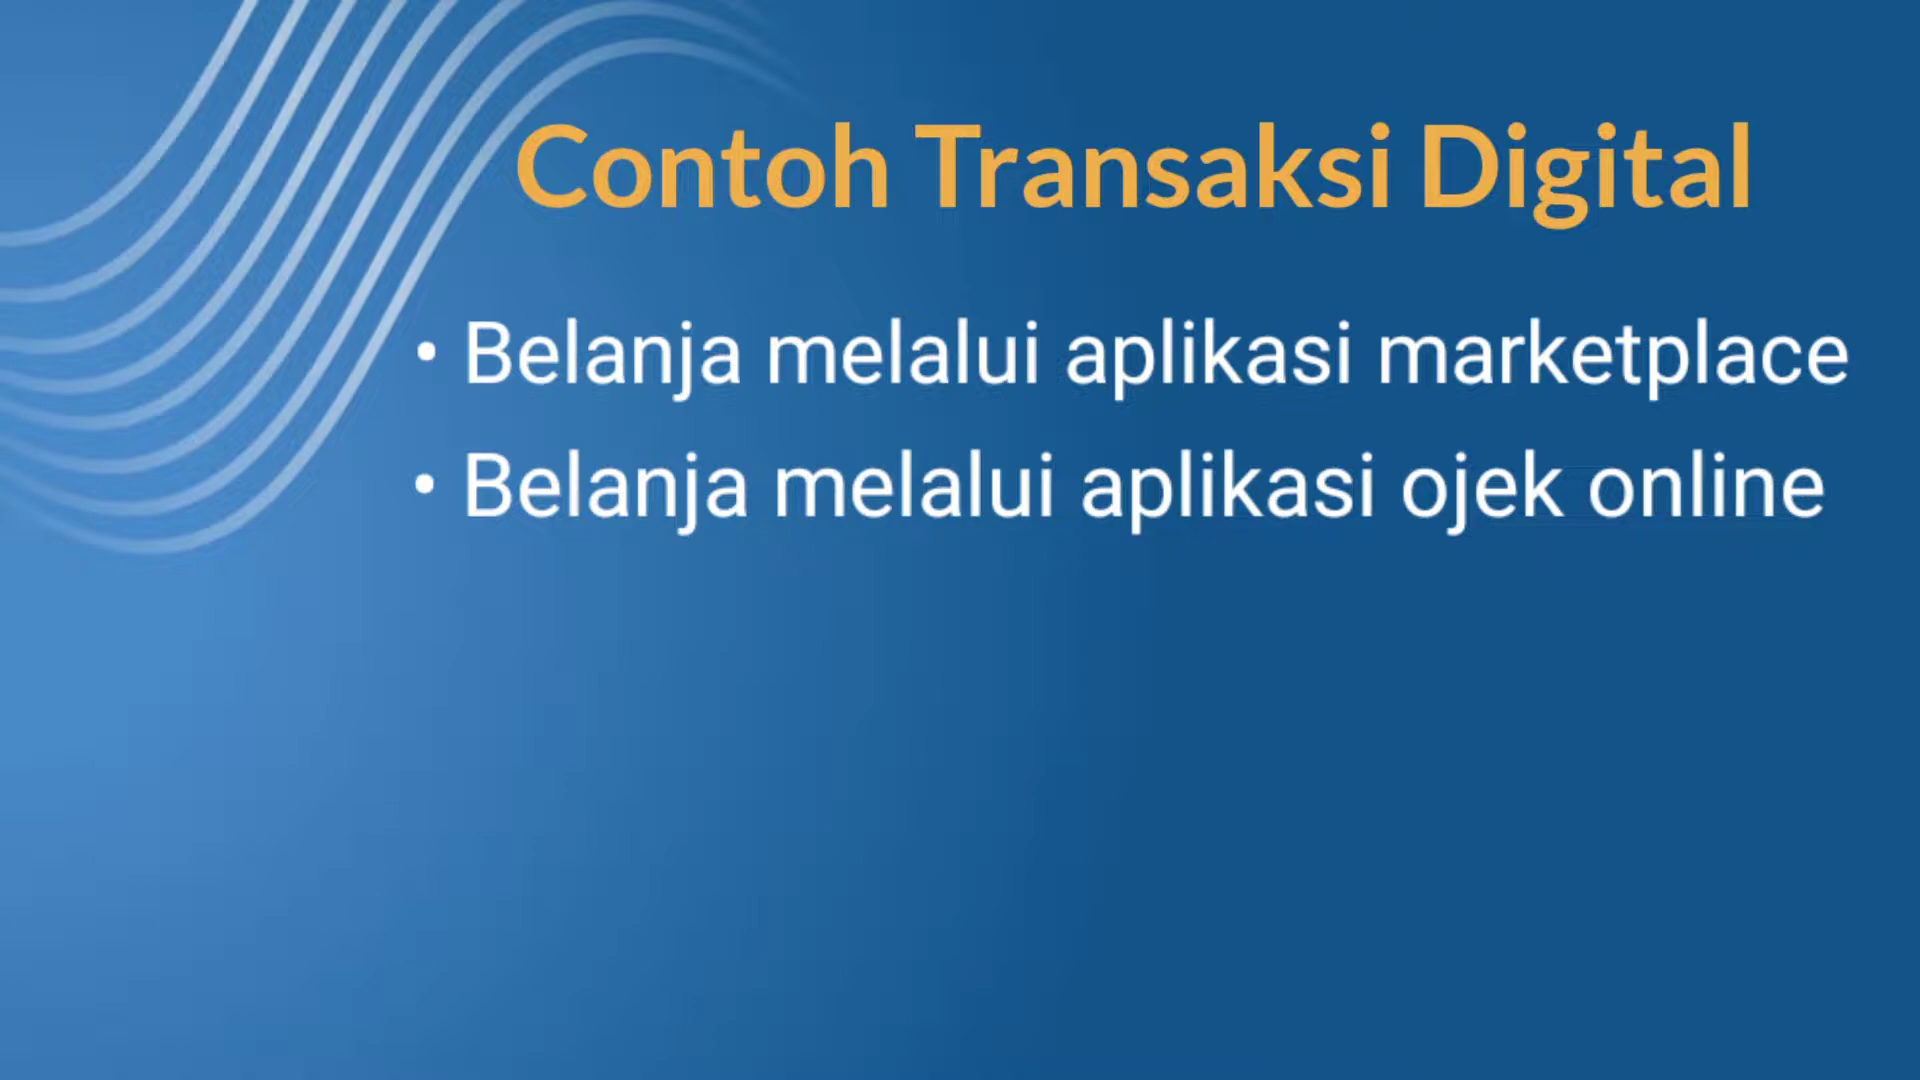 Contoh Transaksi Digital
• Belanja melalui aplikasi marketplace
• Belanja melalui aplikasi ojek online